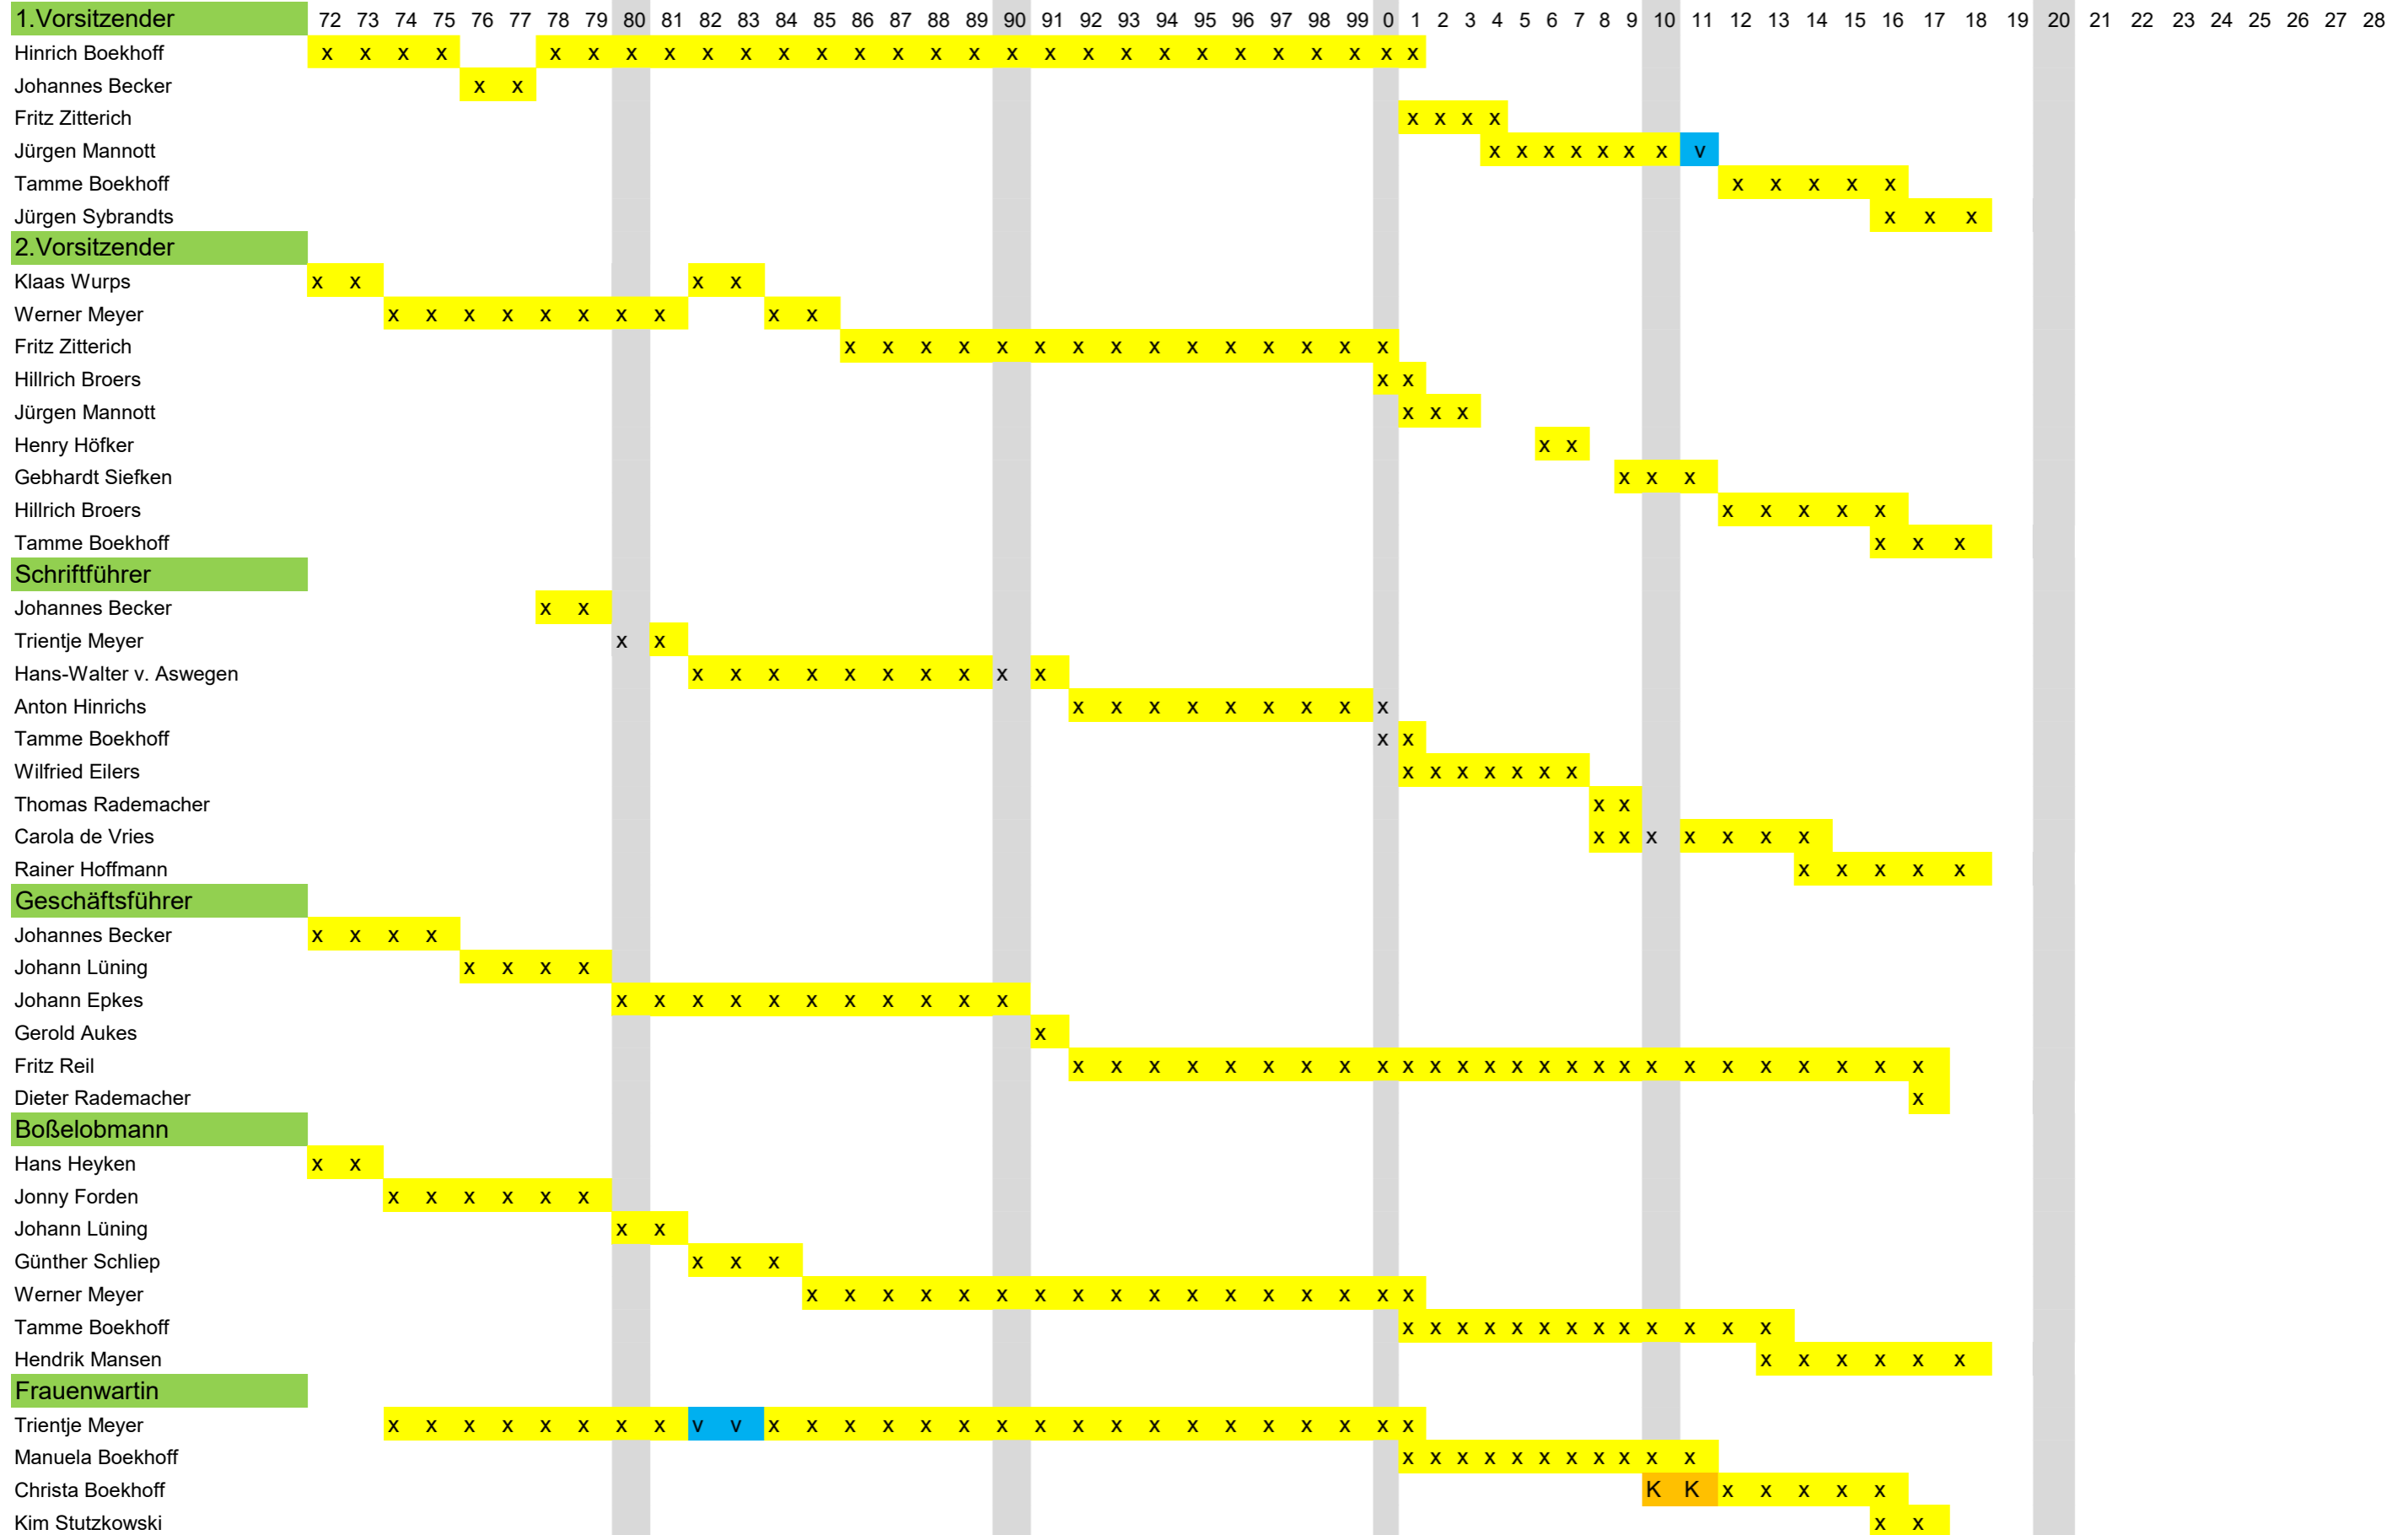 1.Vorsitzender 72 73 74 75 76 77 78 79 80 81 82 83 84 85 86 87 88 89 90 91 92 93 94 95 96 97 98 99 0 1 2 3 4 5 6 7 8 9 10 11 12 13 14 15 16 17 18 19 20 21 22 23 24 25 26 27 28
Hinrich Boekhoff x x x x x x x x x x x x x x x x x x x x x x x x x x x x
Johannes Becker x x
Fritz Zitterich x x x x
Jürgen Mannott x x x x x x x v
Tamme Boekhoff x x x x x
Jürgen Sybrandts x x x
2.Vorsitzender
Klaas Wurps x x x x
Werner Meyer x x x x x x x x x x
Fritz Zitterich x x x x x x x x x x x x x x x
Hillrich Broers x x
Jürgen Mannott x x x
Henry Höfker x x
Gebhardt Siefken x x x
Hillrich Broers x x x x x
Tamme Boekhoff x x x
Schriftführer
Johannes Becker x x
Trientje Meyer x x
Hans-Walter v. Aswegen x x x x x x x x x x
Anton Hinrichs x x x x x x x x x
Tamme Boekhoff x x
Wilfried Eilers x x x x x x x
Thomas Rademacher x x
Carola de Vries x x x x x x x
Rainer Hoffmann x x x x x
Geschäftsführer
Johannes Becker x x x x
Johann Lüning x x x x
Johann Epkes x x x x x x x x x x x
Gerold Aukes x
Fritz Reil x x x x x x x x x x x x x x x x x x x x x x x x x x
Dieter Rademacher x
Boßelobmann
Hans Heyken x x
Jonny Forden x x x x x x
Johann Lüning x x
Günther Schliep x x x
Werner Meyer x x x x x x x x x x x x x x x x x
Tamme Boekhoff x x x x x x x x x x x x x
Hendrik Mansen x x x x x x
Frauenwartin
Trientje Meyer x x x x x x x x v v x x x x x x x x x x x x x x x x x x
Manuela Boekhoff x x x x x x x x x x x
Christa Boekhoff K K x x x x x
Kim Stutzkowski x x